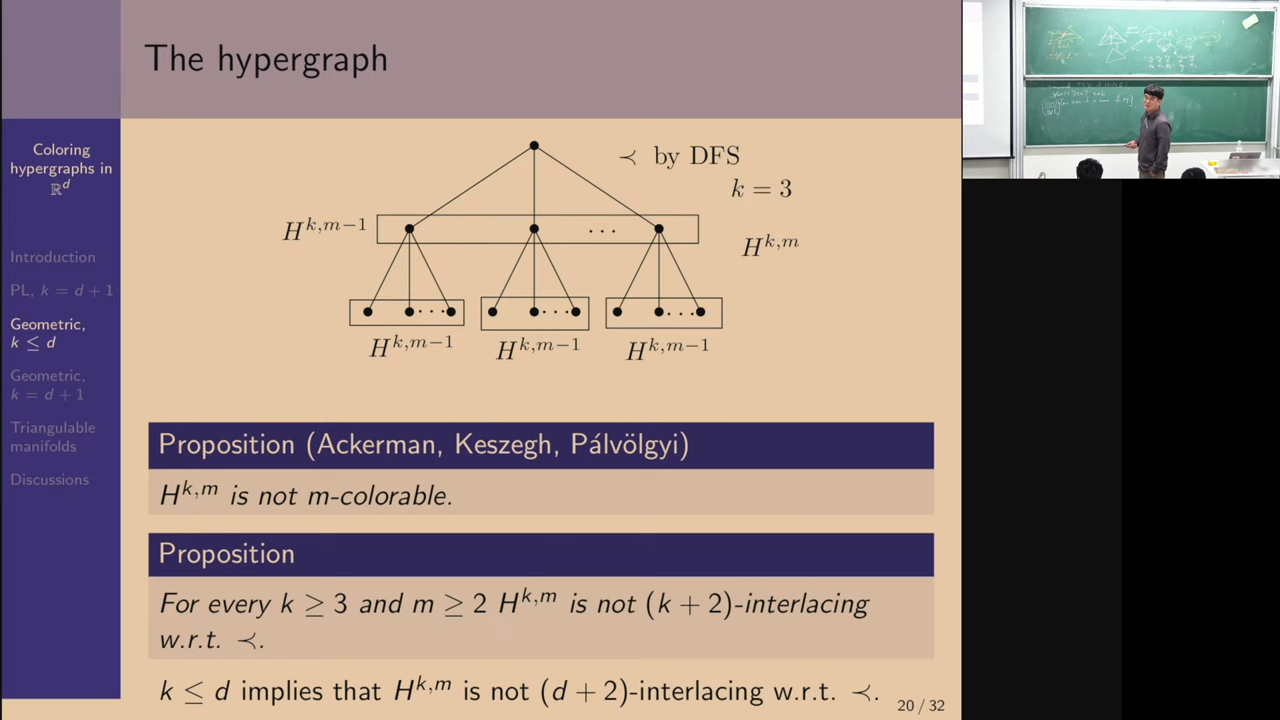 The hypergraph
Coloring
hypergraphs in
ℝᵈ
Introduction
PL, k = d + 1
Geometric,
k ≤ d
Geometric,
k = d + 1
Triangulable
manifolds
Discussions
≺ by DFS
k = 3
H^{k,m−1}
· · ·
H^{k,m}
· · ·
· · ·
· · ·
H^{k,m−1}
H^{k,m−1}
H^{k,m−1}
Proposition (Ackerman, Keszegh, Pálvölgyi)
H^{k,m} is not m-colorable.
Proposition
For every k ≥ 3 and m ≥ 2 H^{k,m} is not (k + 2)-interlacing
w.r.t. ≺.
k ≤ d implies that H^{k,m} is not (d + 2)-interlacing w.r.t. ≺.
20 / 32